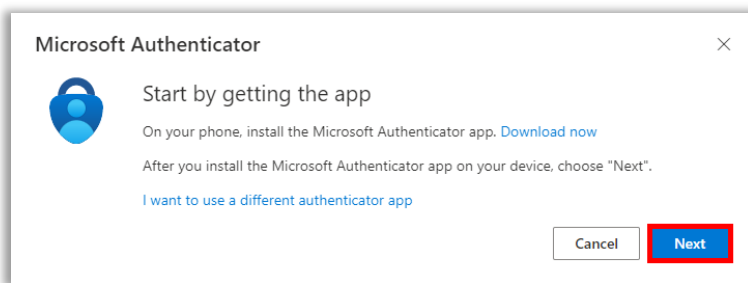 Microsoft Authenticator
Start by getting the app
On your phone, install the Microsoft Authenticator app. Download now
After you install the Microsoft Authenticator app on your device, choose "Next".
I want to use a different authenticator app
Cancel Next